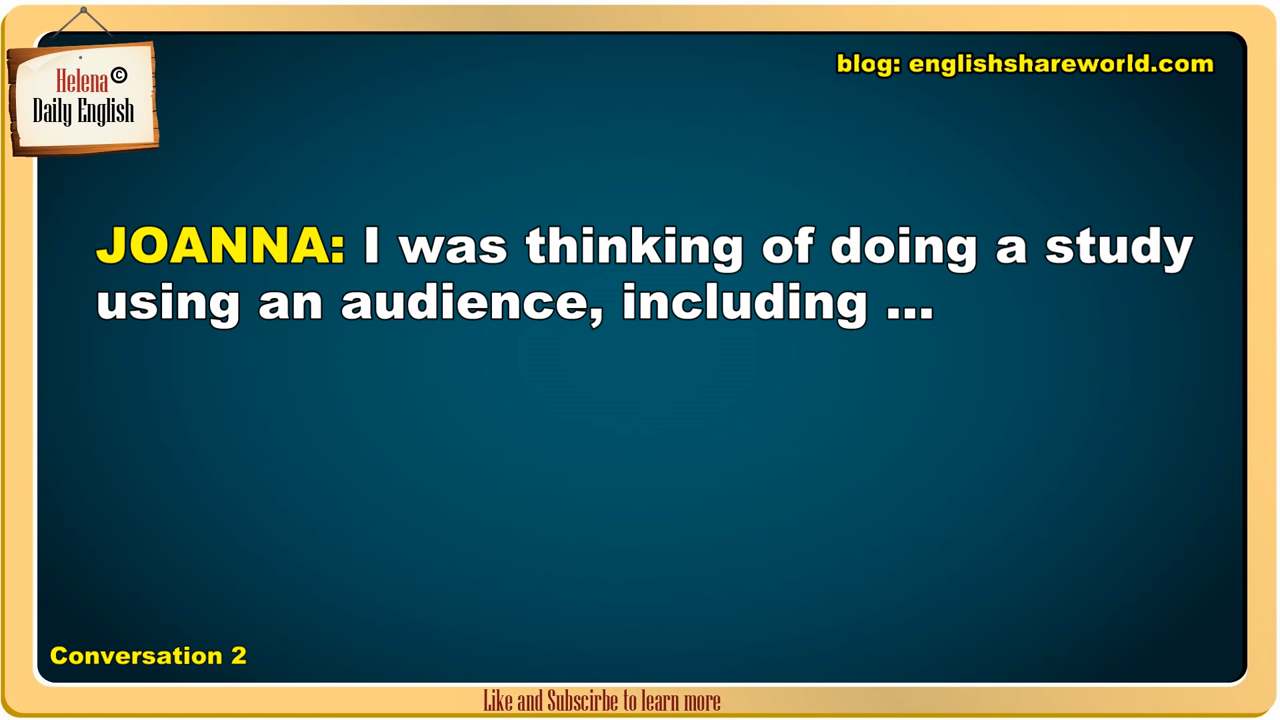 Helena ©
Daily English
blog: englishshareworld.com
JOANNA: I was thinking of doing a study
using an audience, including ...
Conversation 2
Like and Subscirbe to learn more